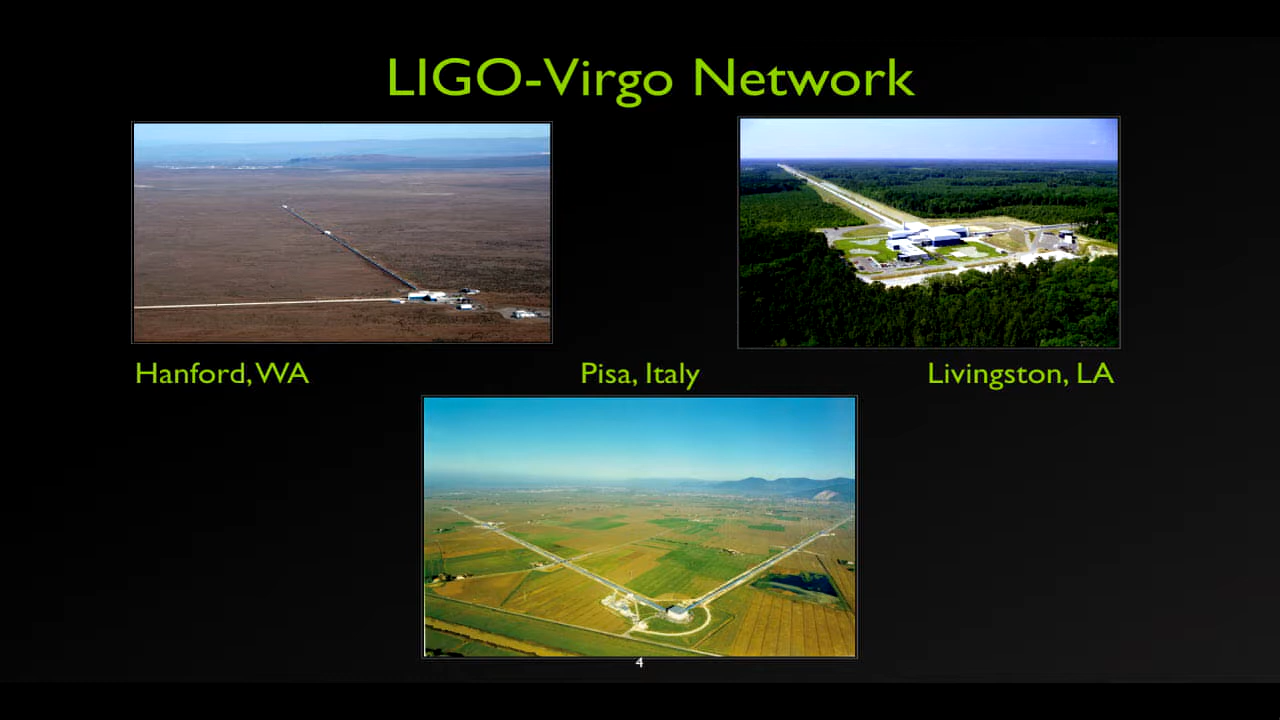 LIGO-Virgo Network
Hanford, WA
Pisa, Italy
Livingston, LA
4